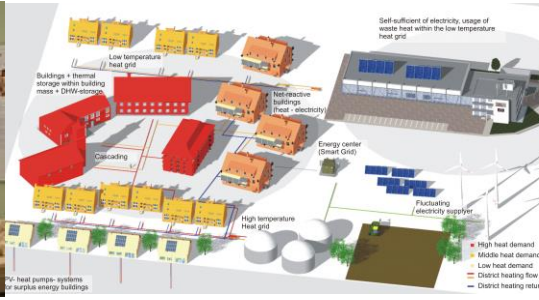 Self-sufficient of electricity, usage of
waste heat within the low temperature
heat grid
Low temperature
heat grid
Buildings + thermal
storage within building
mass + DHW-storage
Net-reactive
buildings
(heat - electricity)
Cascading
Energy center
(Smart Grid)
Fluctuating
electricity supplyer
High temperature
Heat grid
High heat demand
Middle heat demand
Low heat demand
District heating flow
District heating retur
PV- heat pumps- systems
for surplus energy buildings